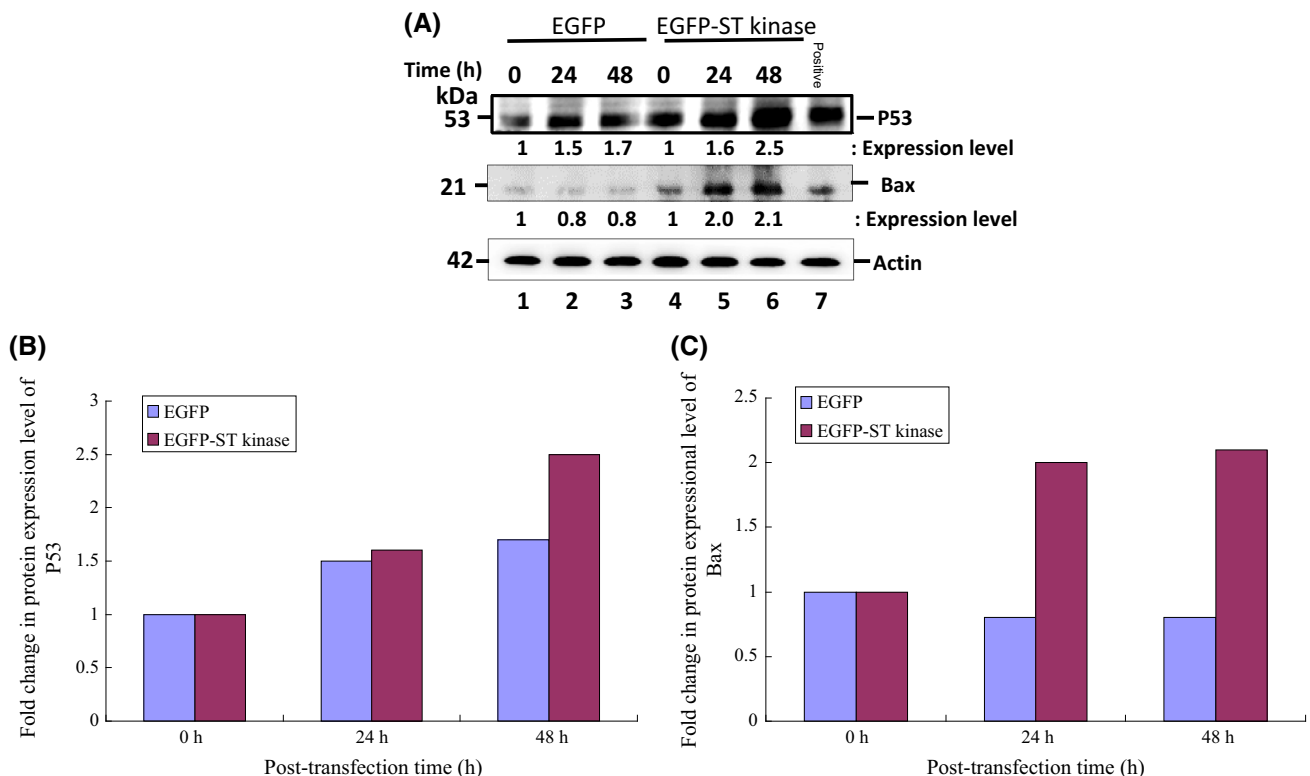 (A)
EGFP EGFP-ST kinase Positive
Time (h) 0 24 48 0 24 48
kDa
53 P53
1 1.5 1.7 1 1.6 2.5 : Expression level
21 Bax
1 0.8 0.8 1 2.0 2.1 : Expression level
42 Actin
1 2 3 4 5 6 7
(B)
Fold change in protein expression level of
P53
3
2.5
2
1.5
1
0.5
0
EGFP
EGFP-ST kinase
0 h 24 h 48 h
Post-transfection time (h)
(C)
Fold change in protein expressional level of
Bax
2.5
2
1.5
1
0.5
0
EGFP
EGFP-ST kinase
0 h 24 h 48 h
Post-transfection time (h)